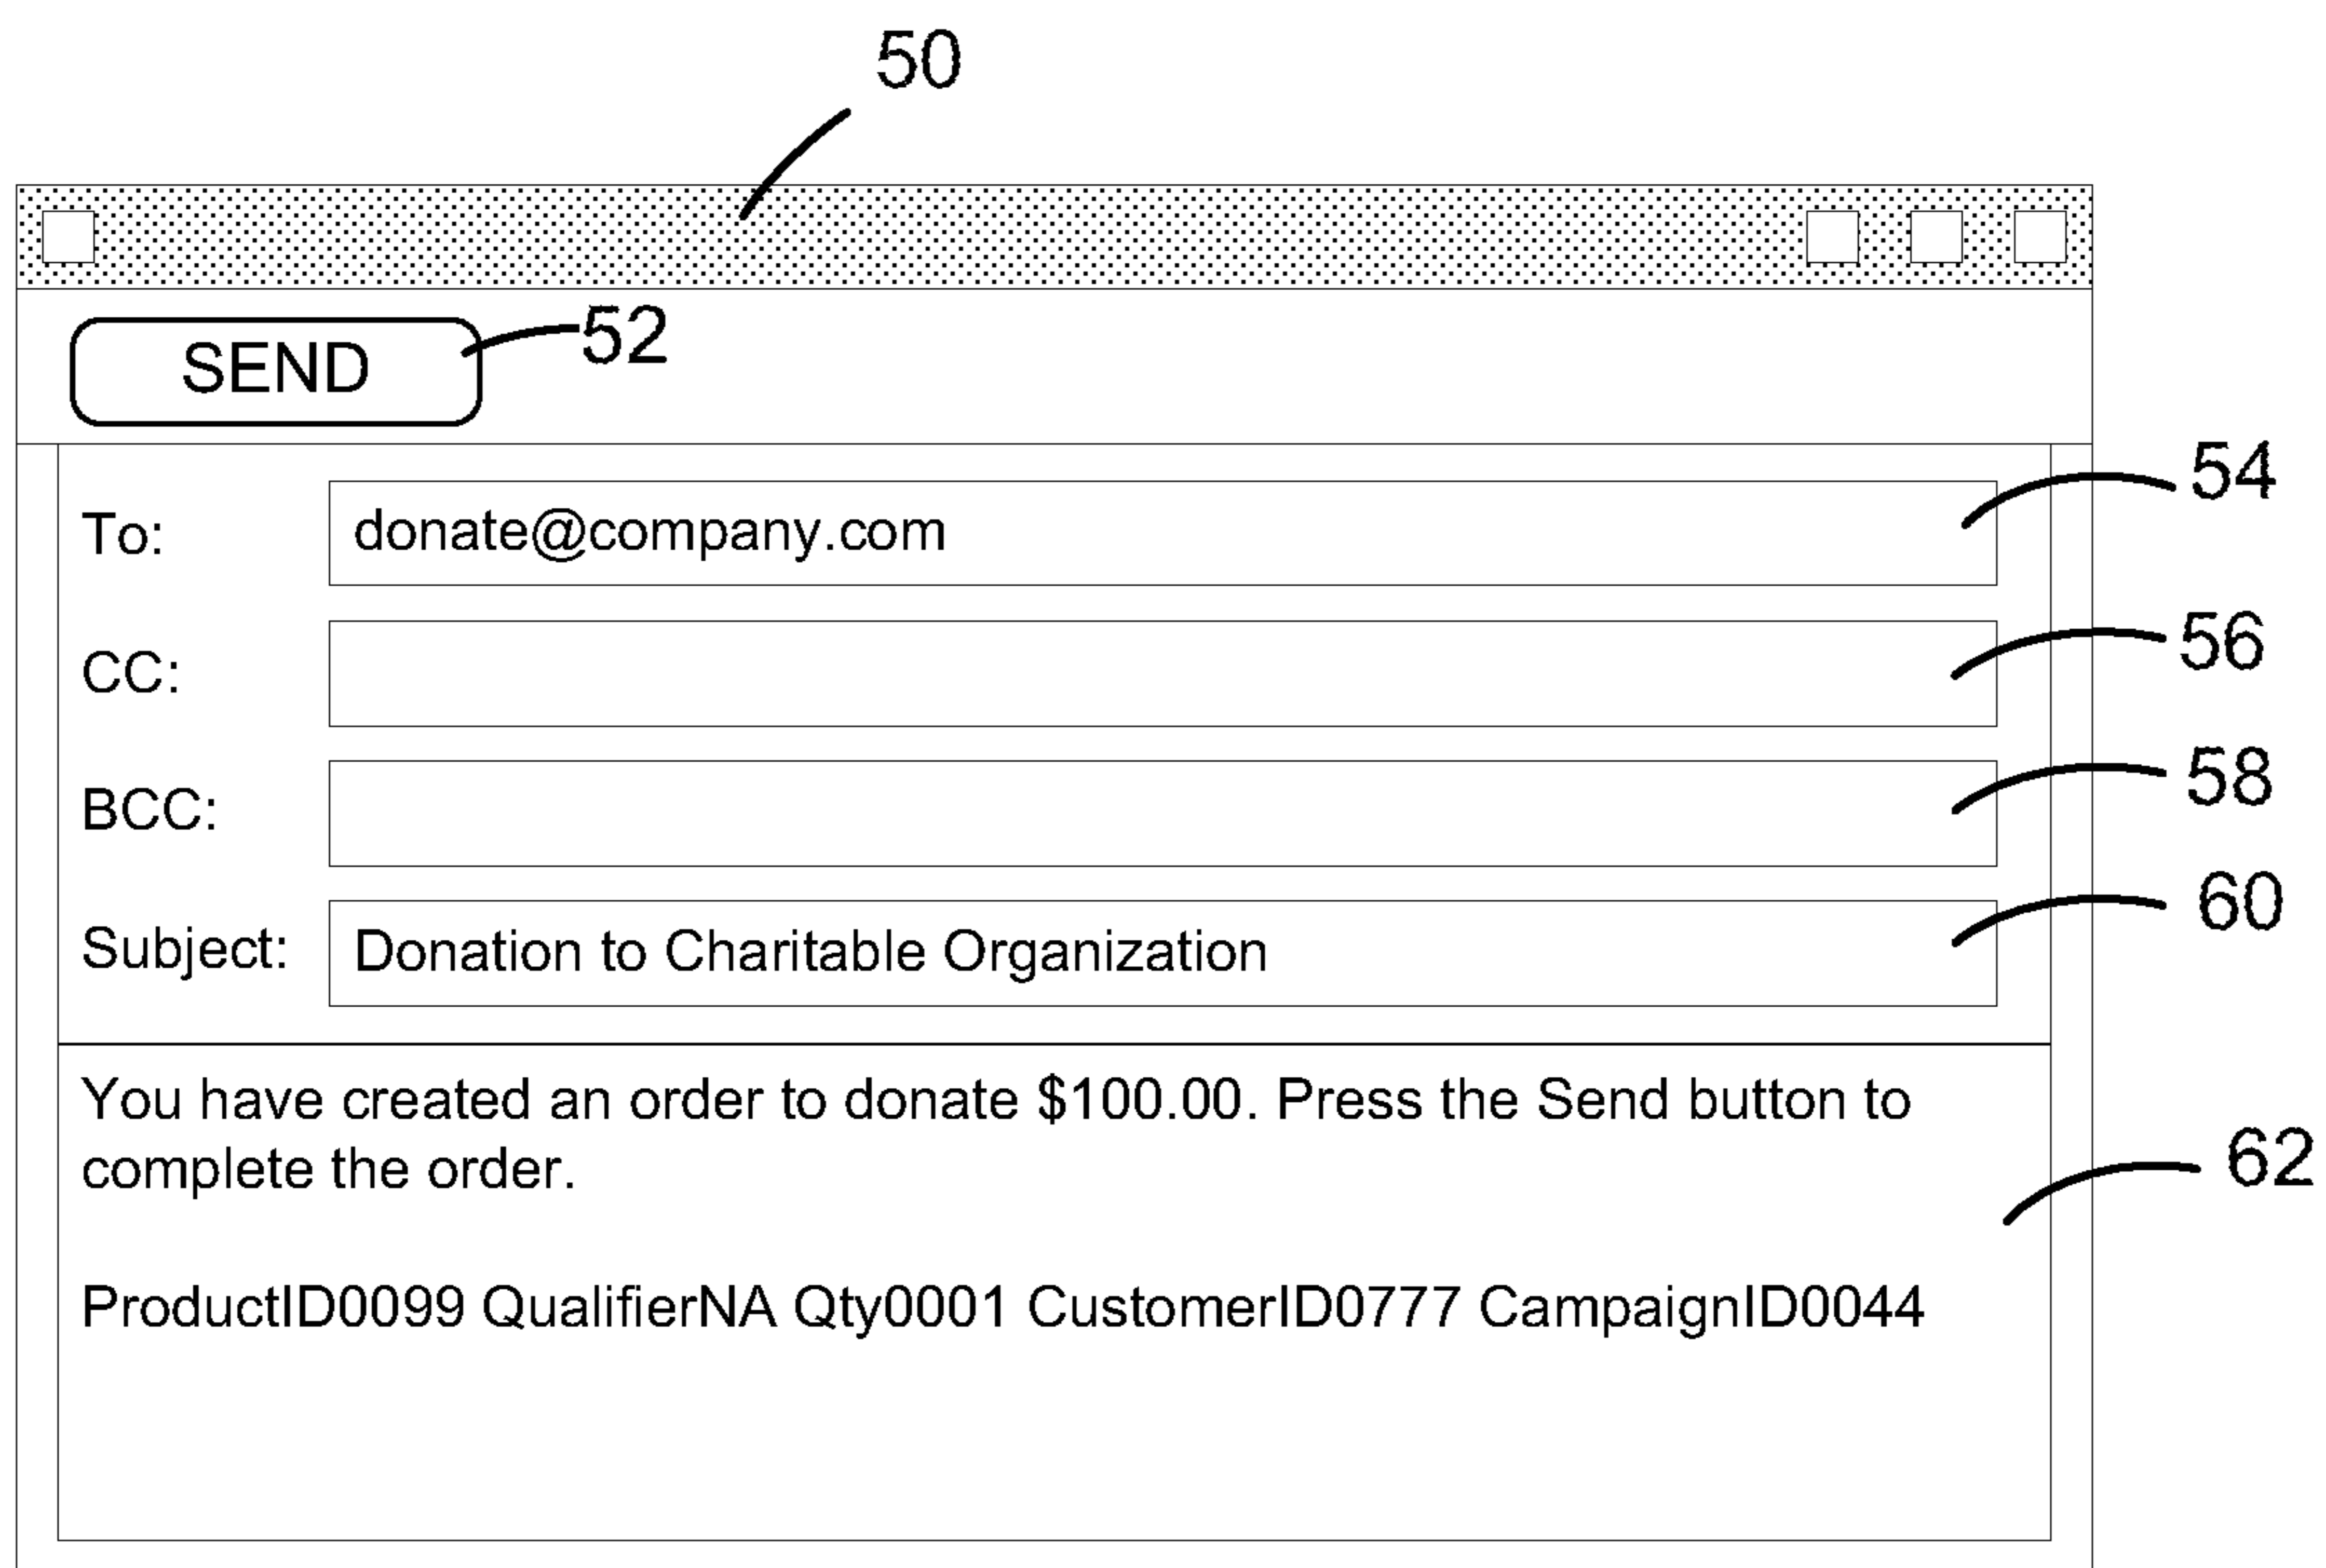 50
SEND
52
To: donate@company.com
54
CC:
56
BCC:
58
Subject: Donation to Charitable Organization
60
You have created an order to donate $100.00. Press the Send button to
complete the order.
62
ProductID0099 QualifierNA Qty0001 CustomerID0777 CampaignID0044